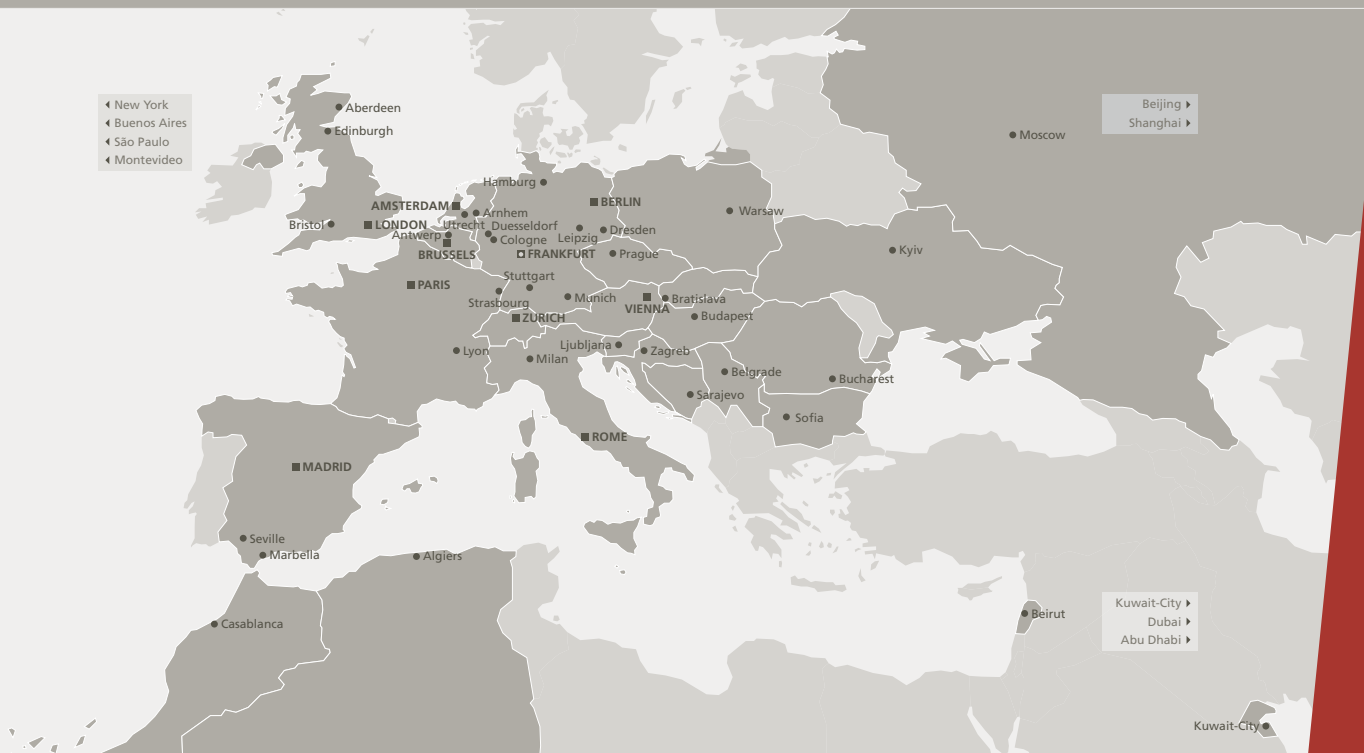 New York
Buenos Aires
São Paulo
Montevideo
Beijing
Shanghai
Aberdeen
Edinburgh
Moscow
Hamburg
AMSTERDAM
BERLIN
Arnhem
Warsaw
Bristol
LONDON
Utrecht
Duesseldorf
Antwerp
Cologne
Leipzig
Dresden
Kyiv
BRUSSELS
FRANKFURT
Prague
Stuttgart
PARIS
Strasbourg
Munich
VIENNA
Bratislava
ZURICH
Budapest
Lyon
Milan
Ljubljana
Zagreb
Belgrade
Bucharest
Sarajevo
Sofia
ROME
MADRID
Seville
Marbella
Algiers
Casablanca
Beirut
Kuwait-City
Dubai
Abu Dhabi
Kuwait-City